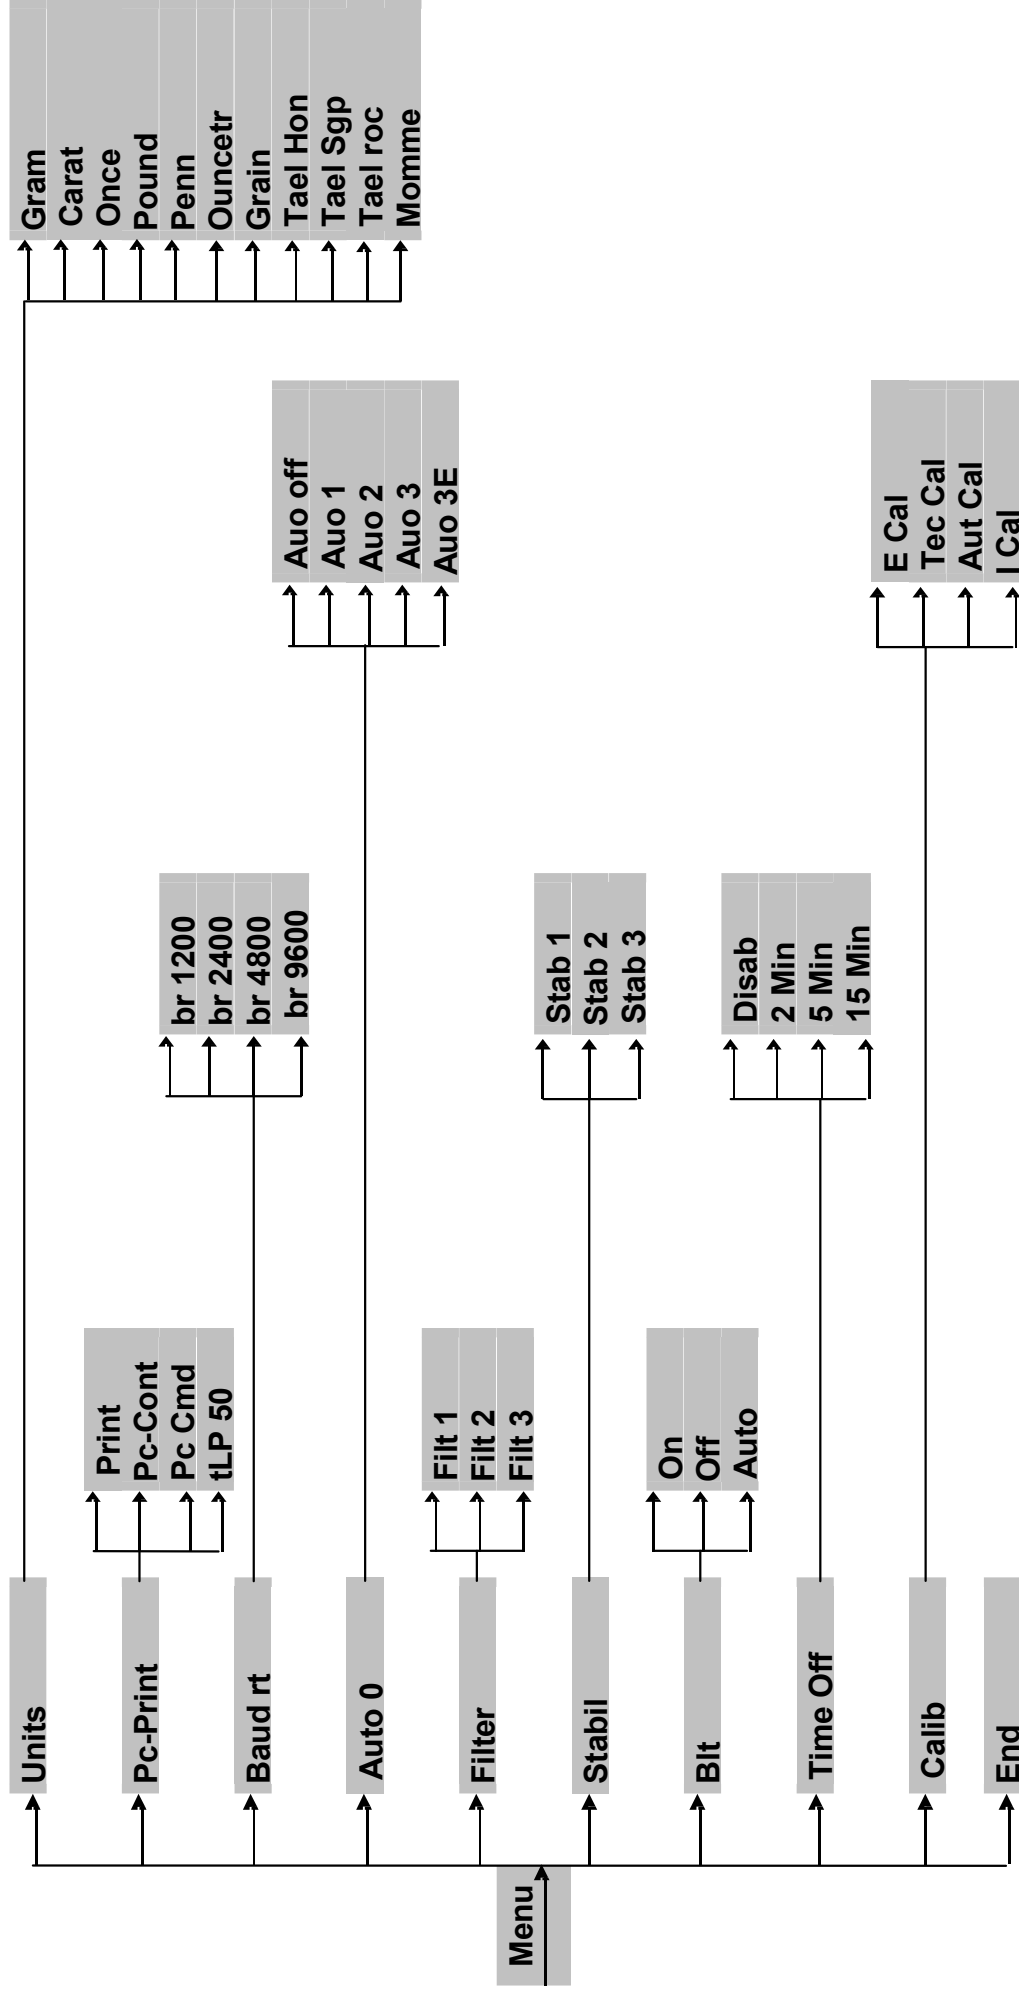 Menu
Units
Gram
Carat
Once
Pound
Penn
Ouncetr
Grain
Tael Hon
Tael Sgp
Tael roc
Momme
Pc-Print
Print
Pc-Cont
Pc Cmd
tLP 50
Baud rt
br 1200
br 2400
br 4800
br 9600
Auto 0
Auo off
Auo 1
Auo 2
Auo 3
Auo 3E
Filter
Filt 1
Filt 2
Filt 3
Stabil
Stab 1
Stab 2
Stab 3
Blt
On
Off
Auto
Time Off
Disab
2 Min
5 Min
15 Min
Calib
E Cal
Tec Cal
Aut Cal
I Cal
End